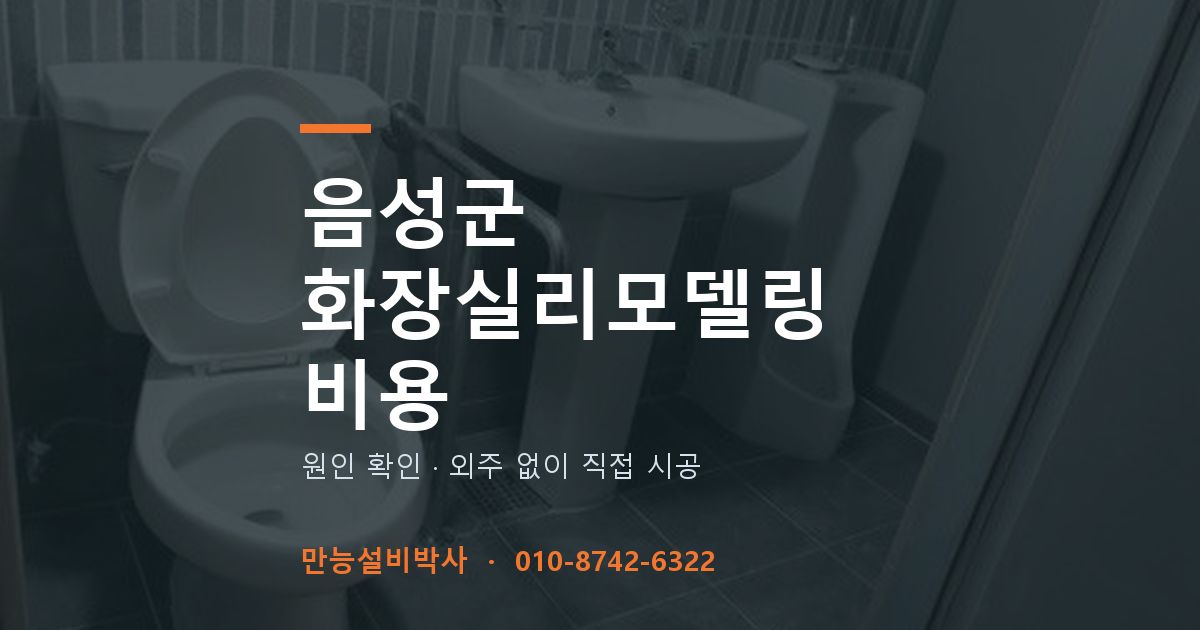 음성군
화장실리모델링
비용
원인 확인 · 외주 없이 직접 시공
만능설비박사 · 010-8742-6322